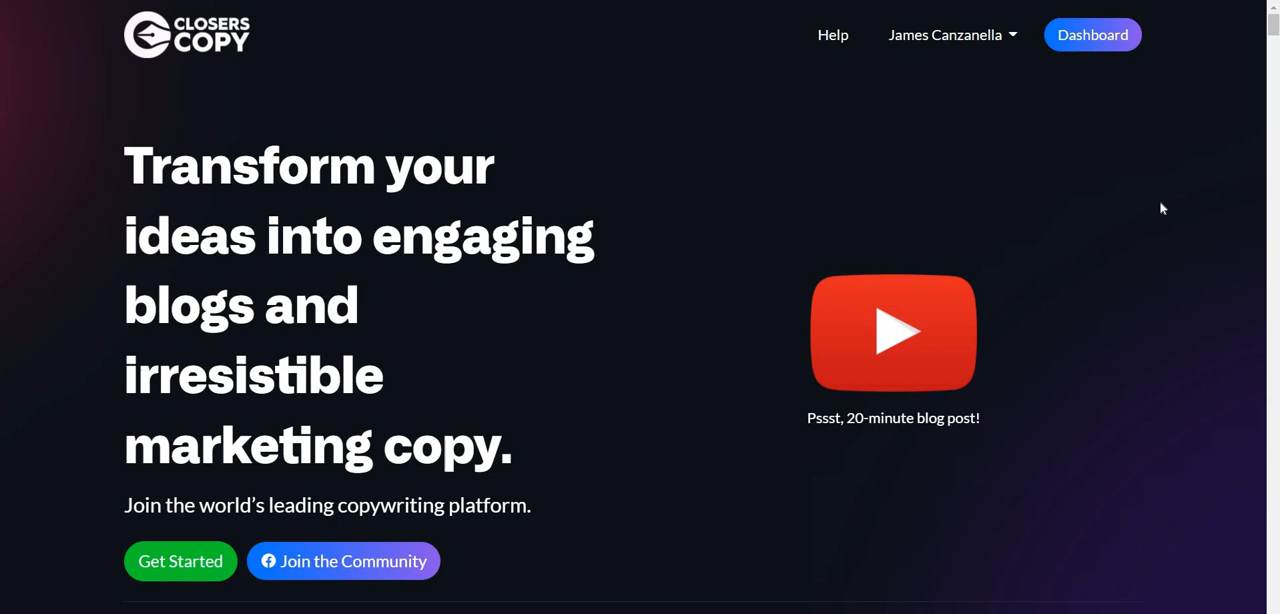 CLOSERS
COPY
Help
James Canzanella
Dashboard
Transform your
ideas into engaging
blogs and
irresistible
marketing copy.
Pssst, 20-minute blog post!
Join the world’s leading copywriting platform.
Get Started
Join the Community